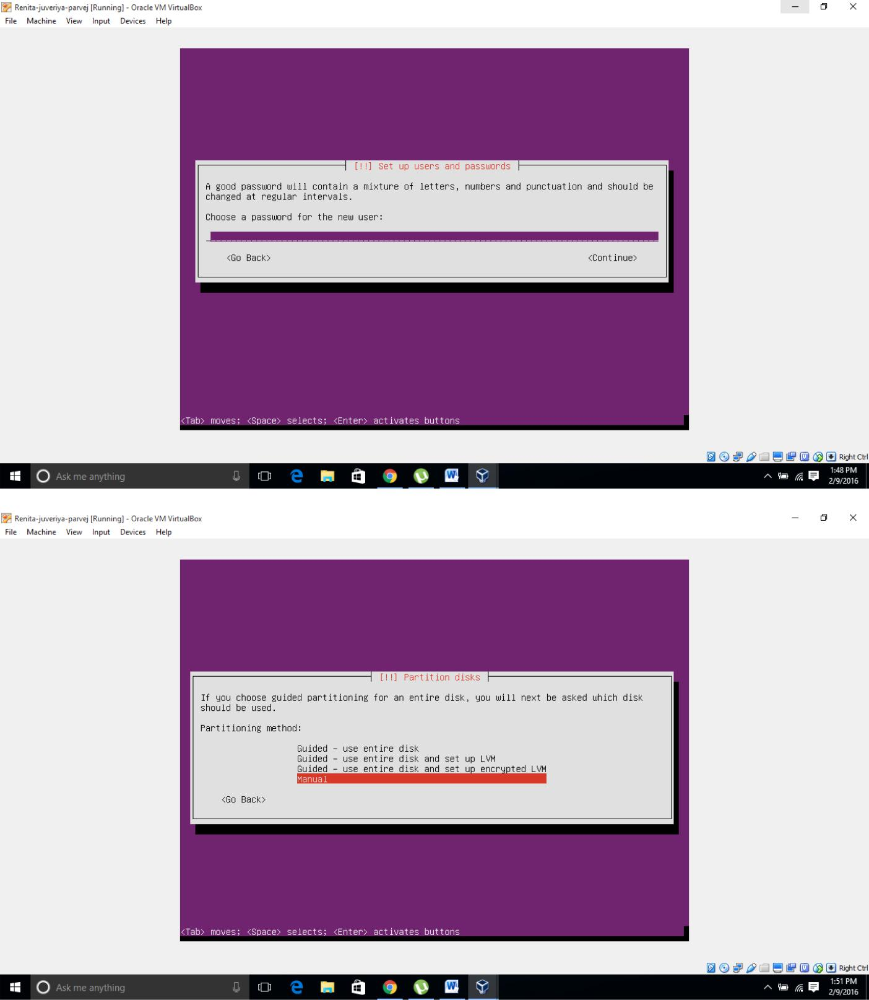 Renita-juveriya-parvej [Running] - Oracle VM VirtualBox
File Machine View Input Devices Help
[!!] Set up users and passwords
A good password will contain a mixture of letters, numbers and punctuation and should be
changed at regular intervals.
Choose a password for the new user:
<Go Back> <Continue>
<Tab> moves; <Space> selects; <Enter> activates buttons
Right Ctrl
Ask me anything
1:48 PM
2/9/2016
Renita-juveriya-parvej [Running] - Oracle VM VirtualBox
File Machine View Input Devices Help
[!!] Partition disks
If you choose guided partitioning for an entire disk, you will next be asked which disk
should be used.
Partitioning method:
Guided - use entire disk
Guided - use entire disk and set up LVM
Guided - use entire disk and set up encrypted LVM
Manual
<Go Back>
<Tab> moves; <Space> selects; <Enter> activates buttons
Right Ctrl
Ask me anything
1:51 PM
2/9/2016